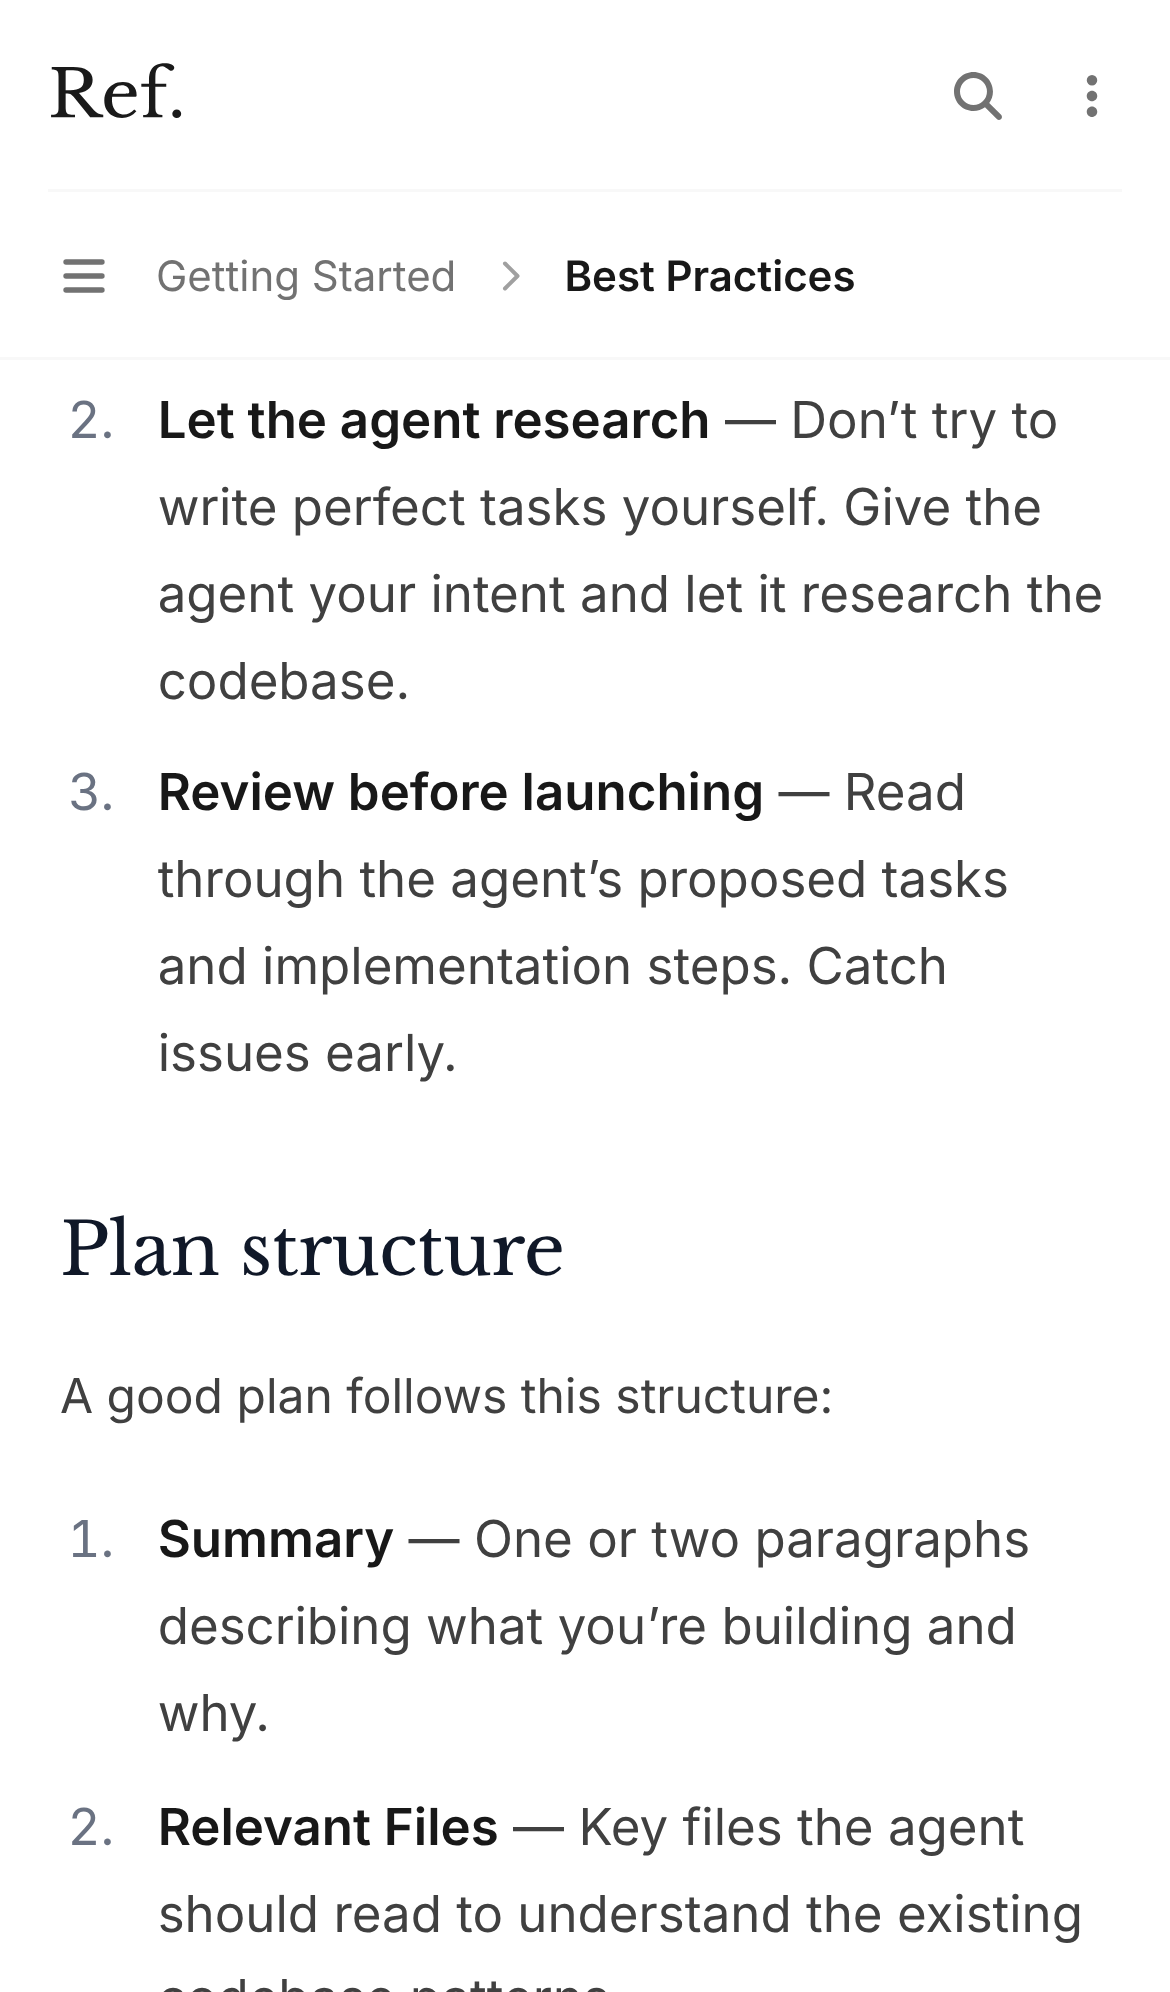 Ref.
Getting Started > Best Practices
2. Let the agent research — Don’t try to
write perfect tasks yourself. Give the
agent your intent and let it research the
codebase.
3. Review before launching — Read
through the agent’s proposed tasks
and implementation steps. Catch
issues early.
Plan structure
A good plan follows this structure:
1. Summary — One or two paragraphs
describing what you’re building and
why.
2. Relevant Files — Key files the agent
should read to understand the existing
codebase patterns